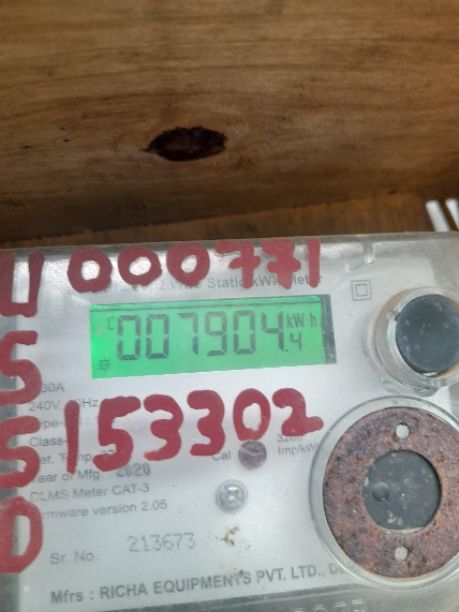 U 000771
Static kWh Meter
C 007904.4 kWh
S
30A
240V
S 153302
3200
Imp/kWh
Cal
Year of Mfg. 2020
DLMS Meter CAT-3
Firmware version 2.05
D
Sr. No. 213673
Mfrs : RICHA EQUIPMENTS PVT. LTD.,